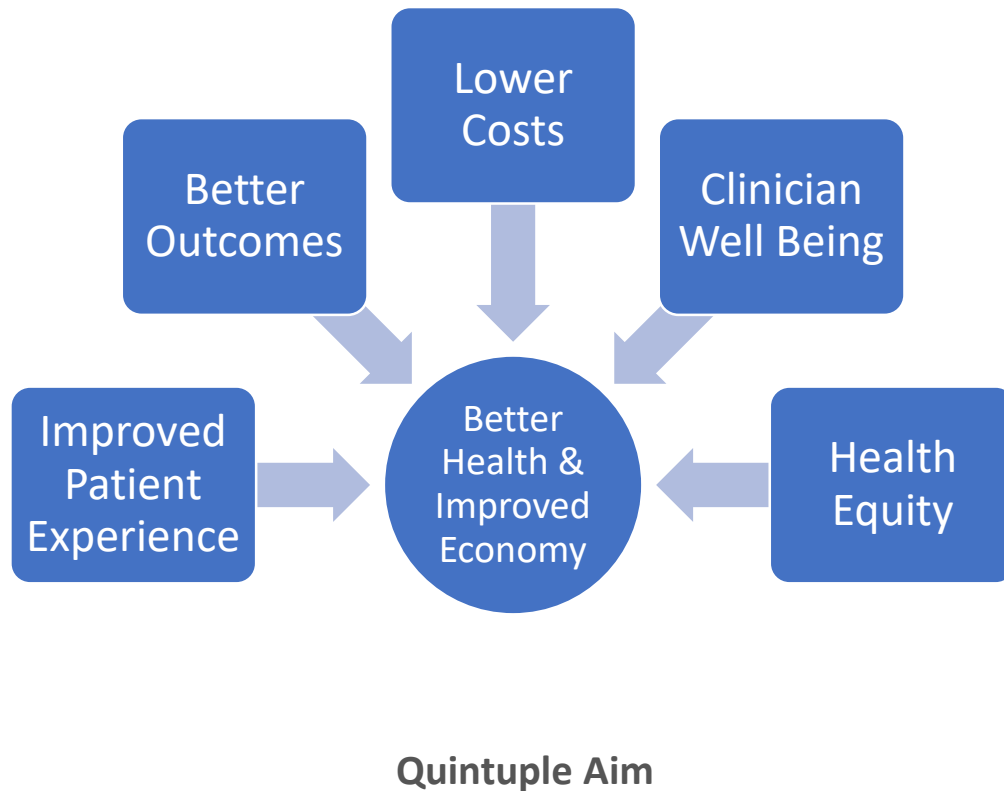 Lower
Costs
Better
Outcomes
Clinician
Well Being
Improved
Patient
Experience
Better
Health &
Improved
Economy
Health
Equity
Quintuple Aim